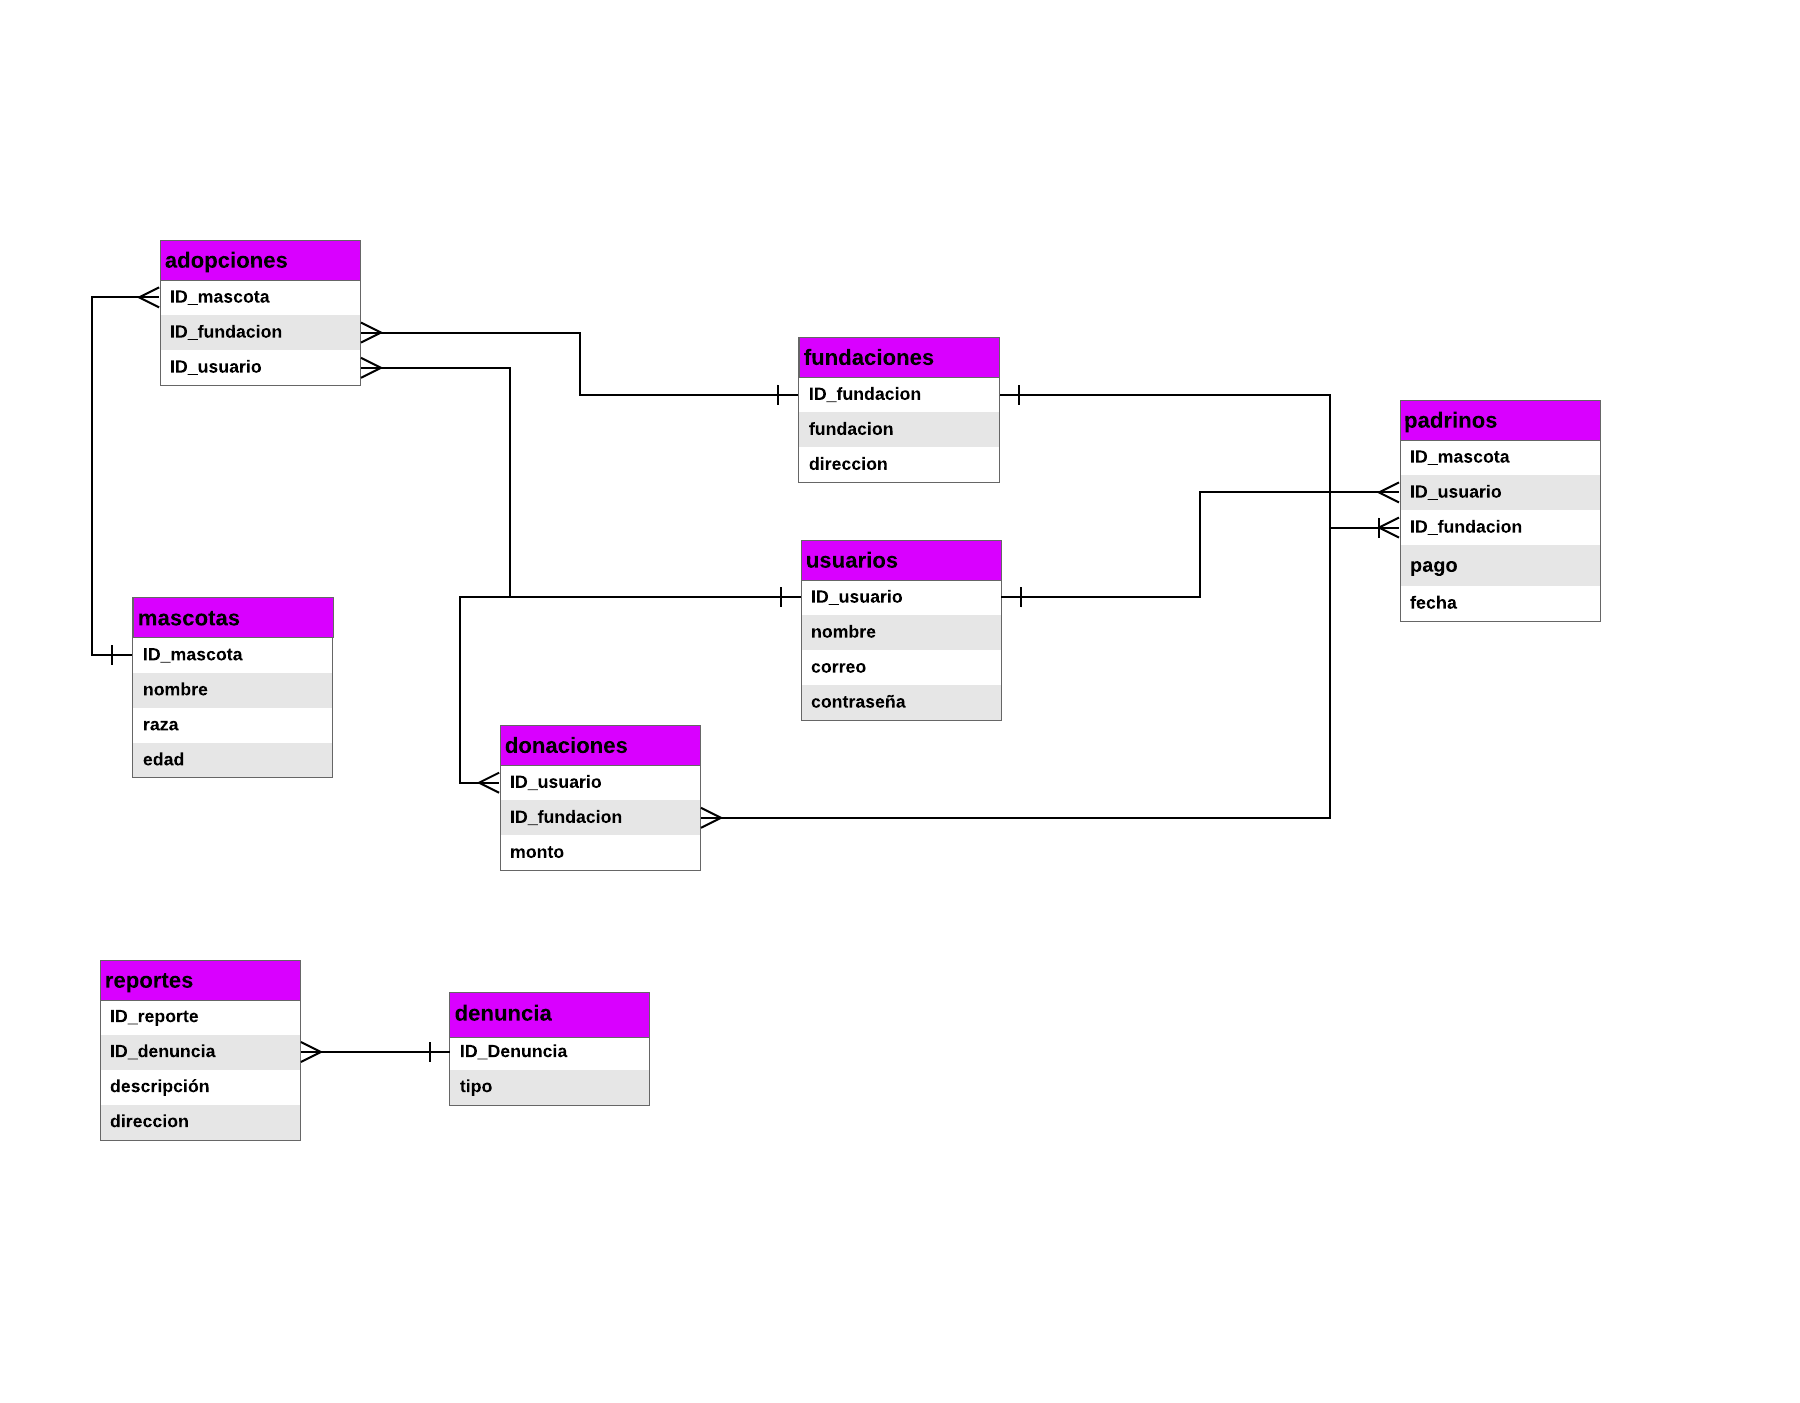 adopciones
ID_mascota
ID_fundacion
ID_usuario
fundaciones
ID_fundacion
fundacion
direccion
padrinos
ID_mascota
ID_usuario
ID_fundacion
pago
fecha
usuarios
ID_usuario
nombre
correo
contraseña
mascotas
ID_mascota
nombre
raza
edad
donaciones
ID_usuario
ID_fundacion
monto
reportes
ID_reporte
ID_denuncia
descripción
direccion
denuncia
ID_Denuncia
tipo